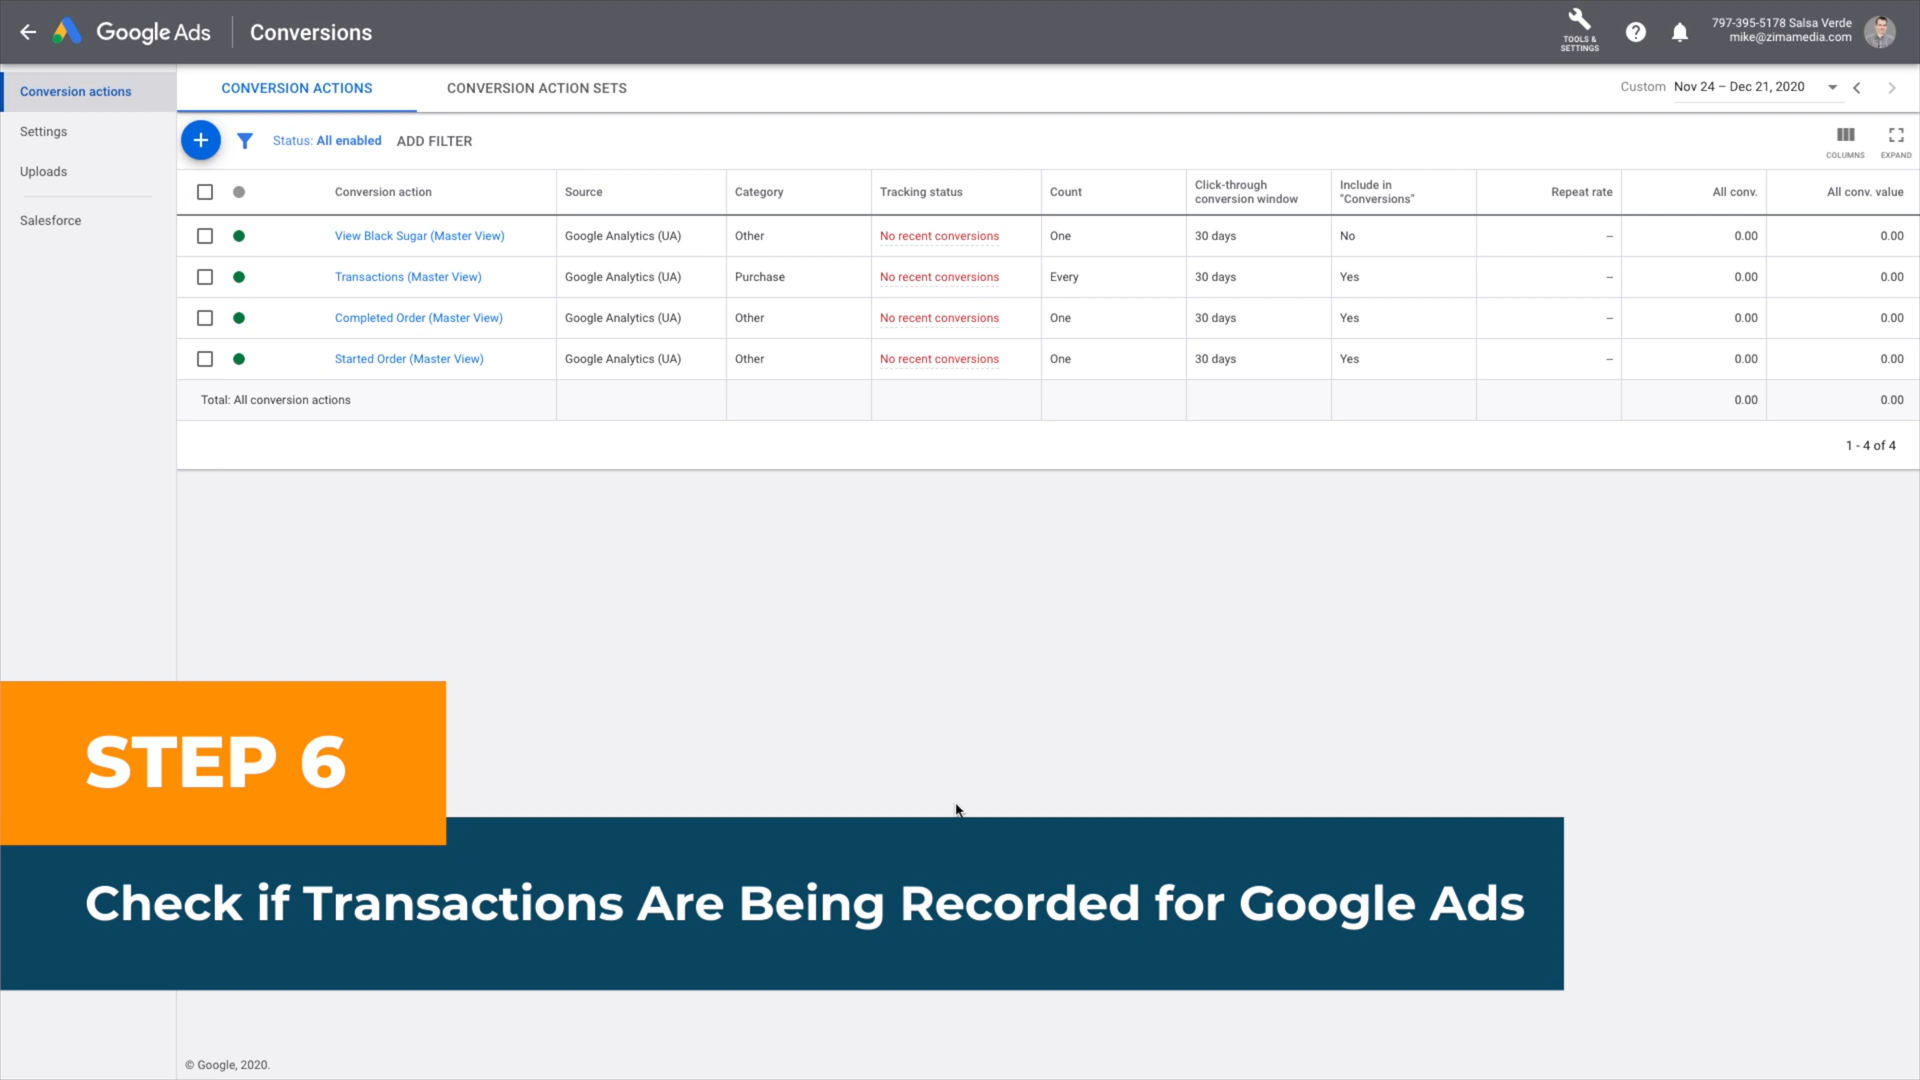 Google Ads
Conversions
TOOLS &
SETTINGS
797-395-5178 Salsa Verde
mike@zimamedia.com
Conversion actions
Settings
Uploads
Salesforce
CONVERSION ACTIONS
CONVERSION ACTION SETS
Custom Nov 24 – Dec 21, 2020
Status: All enabled
ADD FILTER
COLUMNS
EXPAND
Conversion action
Source
Category
Tracking status
Count
Click-through
conversion window
Include in
"Conversions"
Repeat rate
All conv.
All conv. value
View Black Sugar (Master View) Google Analytics (UA) Other No recent conversions One 30 days No – 0.00 0.00
Transactions (Master View) Google Analytics (UA) Purchase No recent conversions Every 30 days Yes – 0.00 0.00
Completed Order (Master View) Google Analytics (UA) Other No recent conversions One 30 days Yes – 0.00 0.00
Started Order (Master View) Google Analytics (UA) Other No recent conversions One 30 days Yes – 0.00 0.00
Total: All conversion actions 0.00 0.00
1 - 4 of 4
STEP 6
Check if Transactions Are Being Recorded for Google Ads
© Google, 2020.